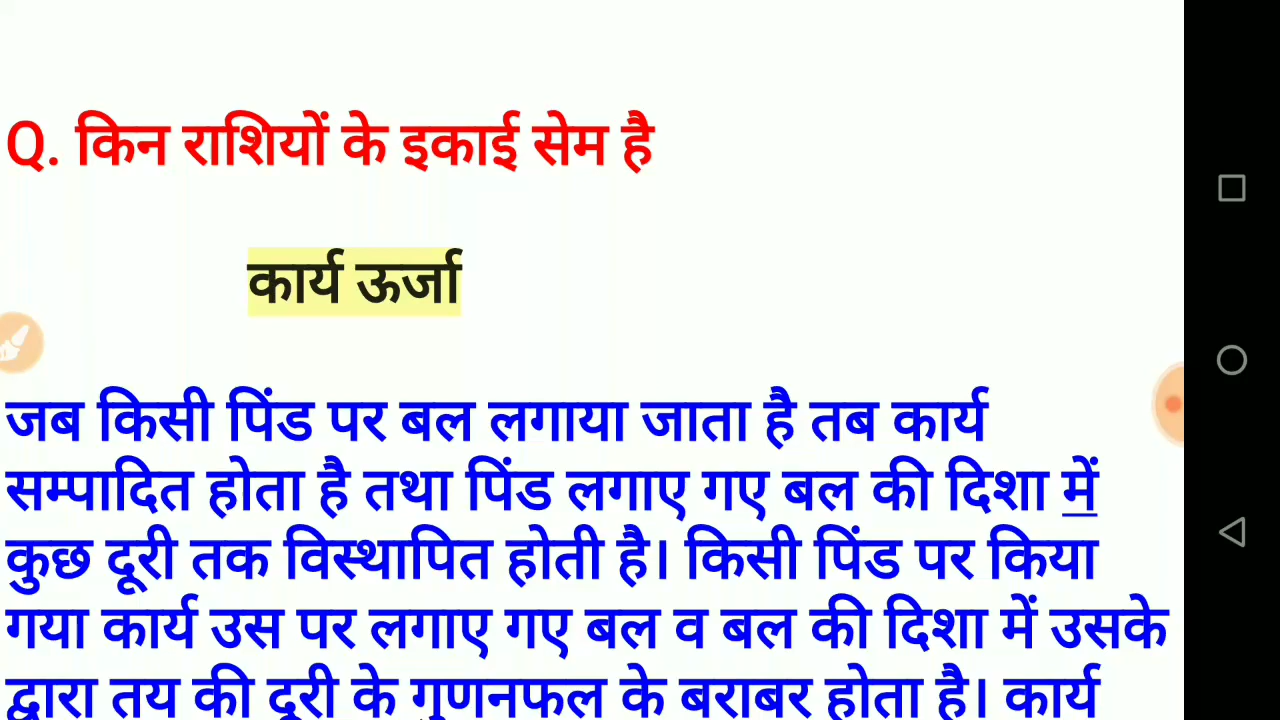 Q. किन राशियों के इकाई सेम है
कार्य ऊर्जा
जब किसी पिंड पर बल लगाया जाता है तब कार्य
सम्पादित होता है तथा पिंड लगाए गए बल की दिशा में
कुछ दूरी तक विस्थापित होती है। किसी पिंड पर किया
गया कार्य उस पर लगाए गए बल व बल की दिशा में उसके
द्वारा तय की दूरी के गुणनफल के बराबर होता है। कार्य